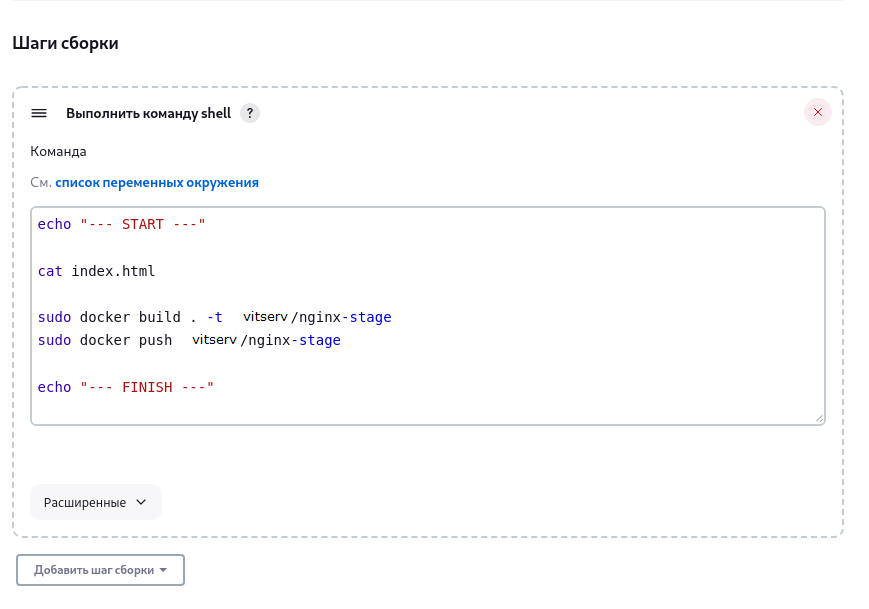 Шаги сборки
Выполнить команду shell ?
Команда
См. список переменных окружения
echo "--- START ---"
cat index.html
sudo docker build . -t vitserv/nginx-stage
sudo docker push vitserv/nginx-stage
echo "--- FINISH ---"
Расширенные
Добавить шаг сборки